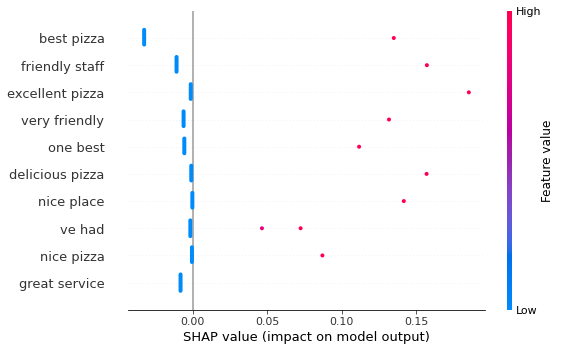 High
best pizza
friendly staff
excellent pizza
very friendly
one best
delicious pizza
nice place
ve had
nice pizza
great service
Feature value
Low
0.00 0.05 0.10 0.15
SHAP value (impact on model output)